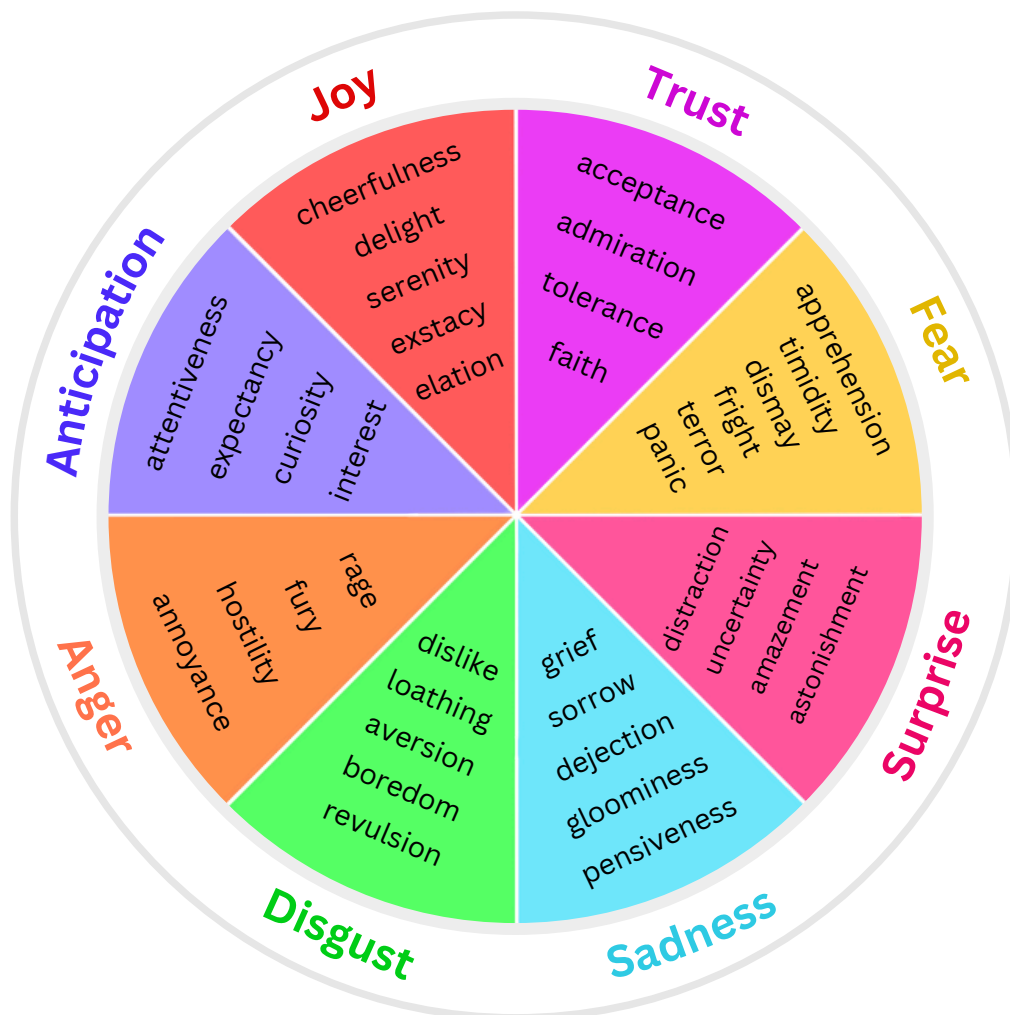 Joy
cheerfulness
delight
serenity
exstacy
elation
Trust
acceptance
admiration
tolerance
faith
Fear
apprehension
timidity
dismay
fright
terror
panic
Surprise
distraction
uncertainty
amazement
astonishment
Sadness
grief
sorrow
dejection
gloominess
pensiveness
Disgust
dislike
loathing
aversion
boredom
revulsion
Anger
rage
fury
hostility
annoyance
Anticipation
attentiveness
expectancy
curiosity
interest